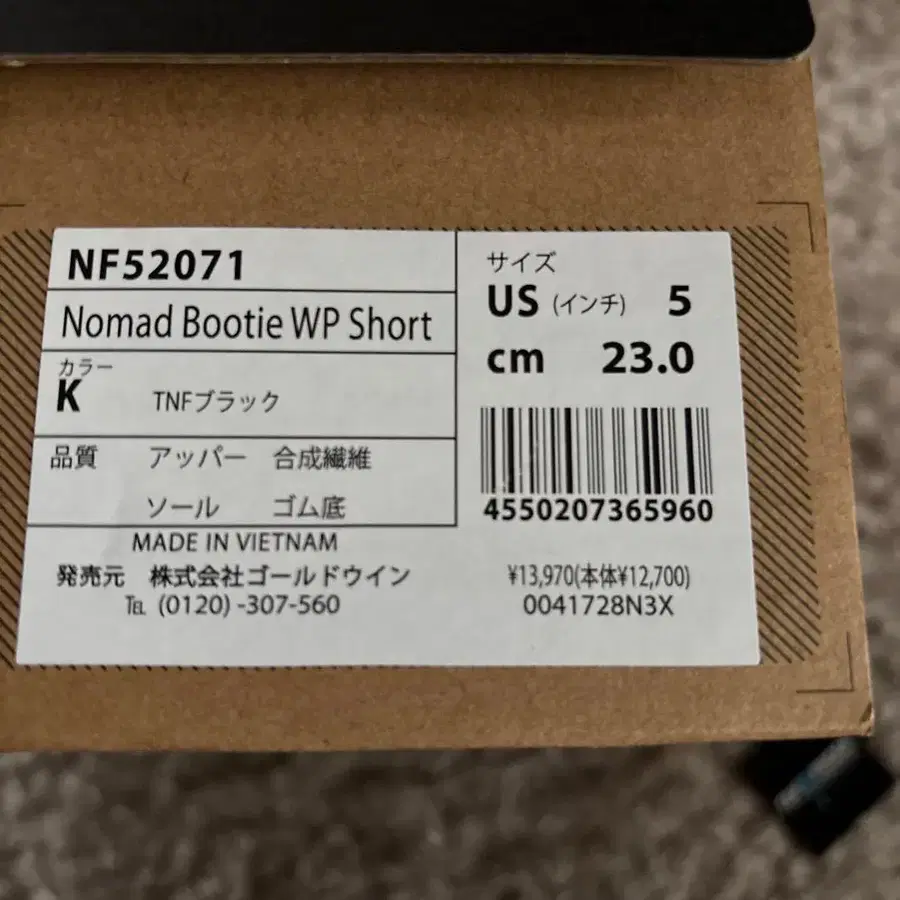 NF52071
Nomad Bootie WP Short
カラー
K TNFブラック
品質 アッパー 合成繊維
ソール ゴム底
MADE IN VIETNAM
発売元 株式会社ゴールドウイン
℡ (0120) -307-560
サイズ
US (インチ) 5
cm 23.0
4550207365960
¥13,970(本体¥12,700)
0041728N3X